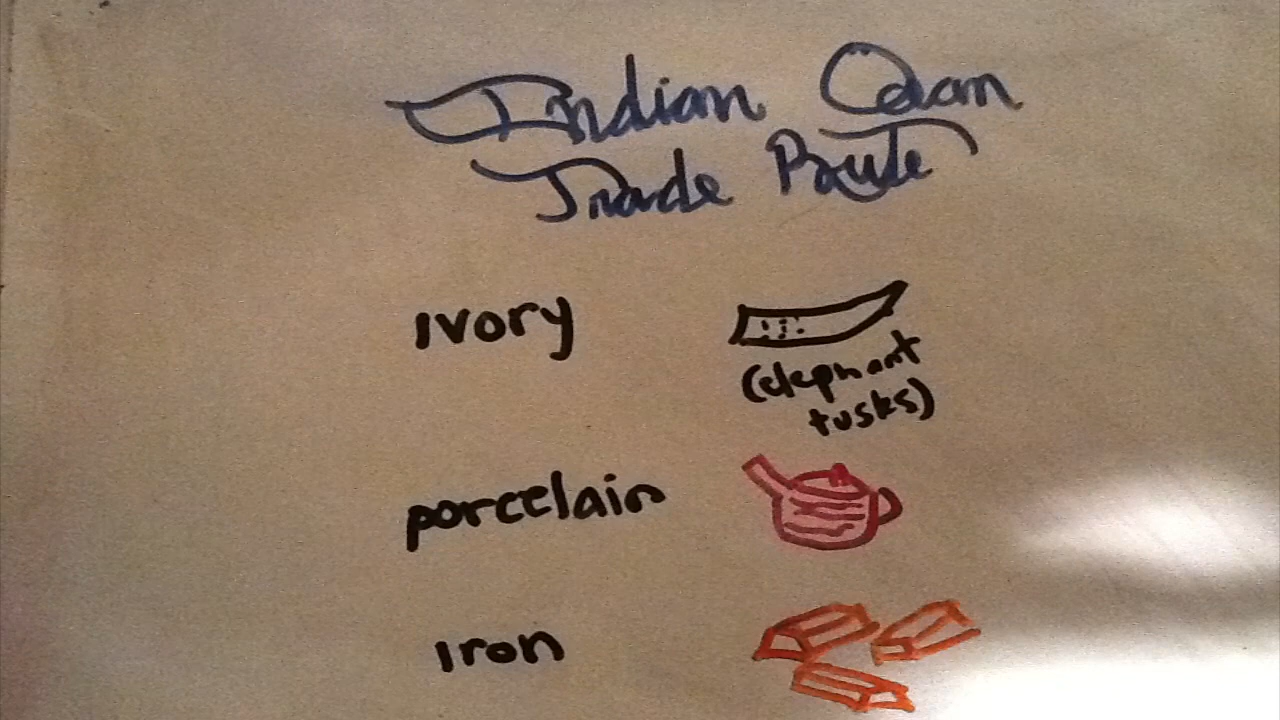 Indian Ocean
Trade Route
Ivory
(elephant
tusks)
porcelain
Iron